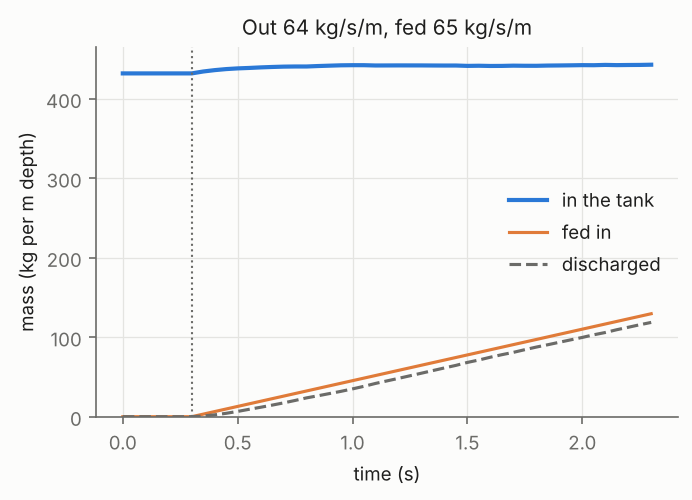 Out 64 kg/s/m, fed 65 kg/s/m
mass (kg per m depth)
400
300
200
100
0
in the tank
fed in
discharged
0.0 0.5 1.0 1.5 2.0
time (s)